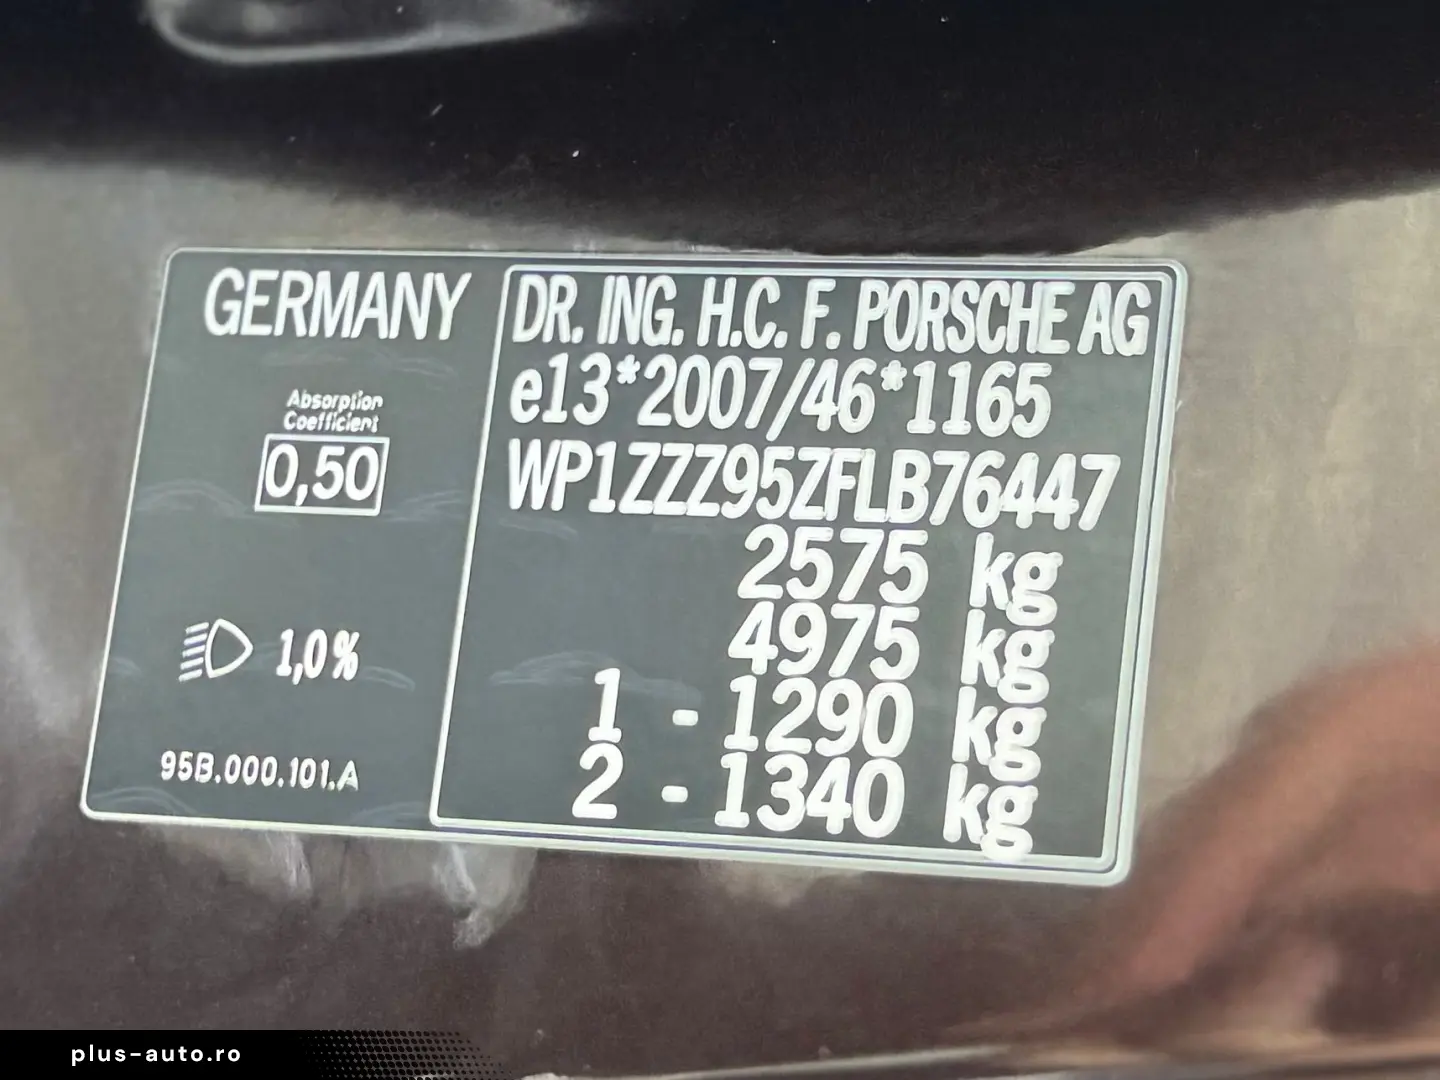 GERMANY
Absorption
Coefficient
0,50
1,0%
95B.000.101.A
DR. ING. H.C. F. PORSCHE AG
e13*2007/46*1165
WP1ZZZ95ZFLB76447
2575 kg
4975 kg
1 - 1290 kg
2 - 1340 kg
plus-auto.ro